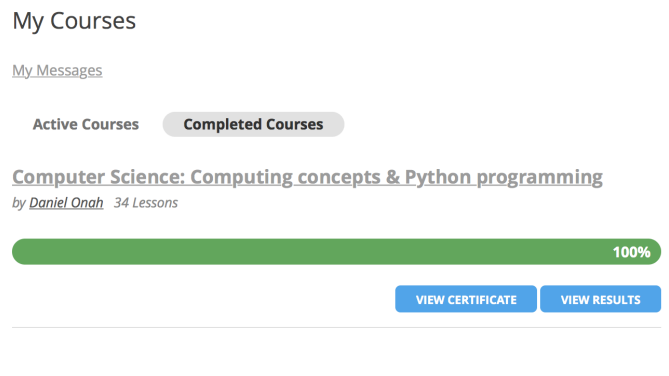 My Courses
My Messages
Active Courses Completed Courses
Computer Science: Computing concepts & Python programming
by Daniel Onah 34 Lessons
100%
VIEW CERTIFICATE VIEW RESULTS